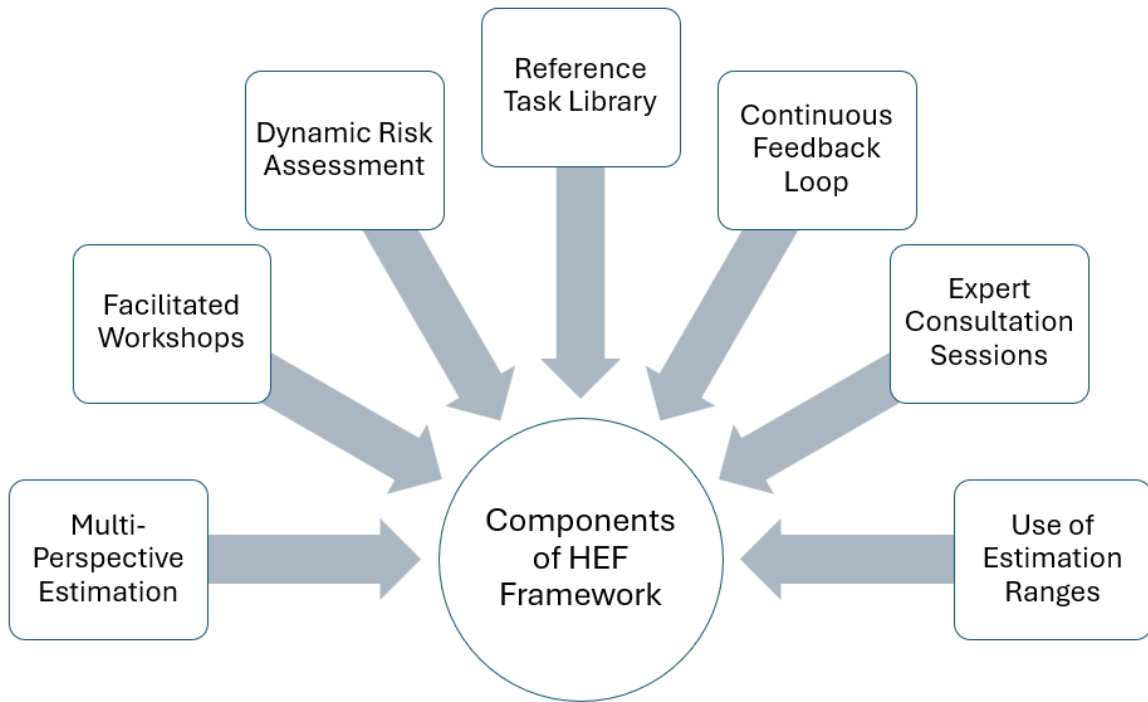 Multi-
Perspective
Estimation
Facilitated
Workshops
Dynamic Risk
Assessment
Reference
Task Library
Continuous
Feedback
Loop
Expert
Consultation
Sessions
Use of
Estimation
Ranges
Components
of HEF
Framework